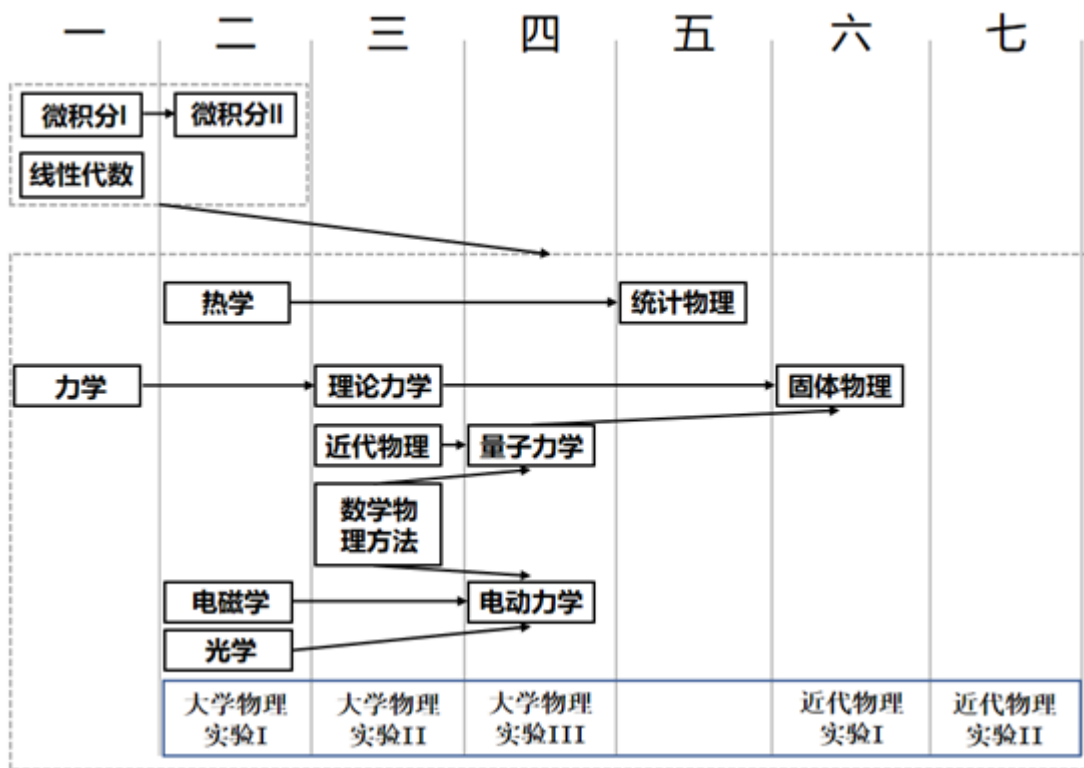 一 二 三 四 五 六 七
微积分I 微积分II
线性代数
热学 统计物理
力学 理论力学 固体物理
近代物理 量子力学
数学物
理方法
电磁学 电动力学
光学
大学物理 大学物理 大学物理 近代物理 近代物理
实验I 实验II 实验III 实验I 实验II